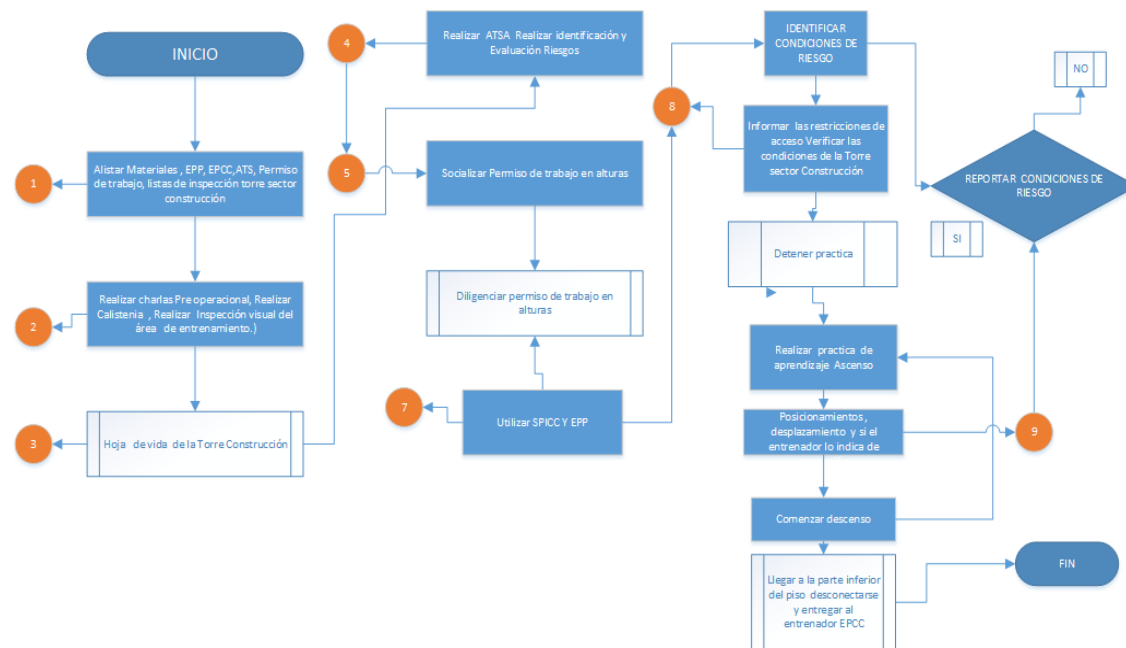 INICIO
1
Alistar Materiales , EPP, EPCC,ATS, Permiso
de trabajo, listas de inspección torre sector
construcción
2
Realizar charlas Pre operacional, Realizar
Calistenia , Realizar Inspección visual del
área de entrenamiento.)
3
Hoja de vida de la Torre Construcción
4
Realizar ATSA Realizar identificación y
Evaluación Riesgos
5
Socializar Permiso de trabajo en alturas
Diligenciar permiso de trabajo en
alturas
7
Utilizar SPICC Y EPP
8
IDENTIFICAR
CONDICIONES DE
RIESGO
Informar las restricciones de
acceso Verificar las
condiciones de la Torre
sector Construcción
Detener practica
Realizar practica de
aprendizaje Ascenso
Posicionamientos,
desplazamiento y si el
entrenador lo indica de
9
Comenzar descenso
Llegar a la parte inferior
del piso desconectarse
y entregar al
entrenador EPCC
NO
REPORTAR CONDICIONES DE
RIESGO
SI
FIN